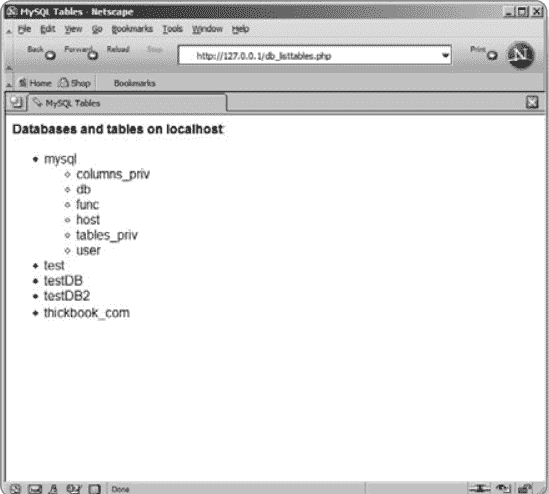 MySQL Tables - Netscape
File Edit View Go Bookmarks Tools Window Help
Back Forward Reload Stop http://127.0.0.1/db_listtables.php Print N
Home Shop Bookmarks
MySQL Tables
Databases and tables on localhost:
mysql
columns_priv
db
func
host
tables_priv
user
test
testDB
testDB2
thickbook_com
Done